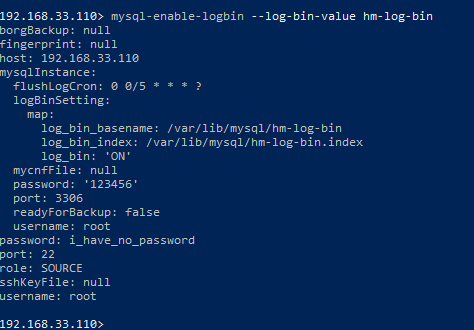 192.168.33.110> mysql-enable-logbin --log-bin-value hm-log-bin
borgBackup: null
fingerprint: null
host: 192.168.33.110
mysqlInstance:
  flushLogCron: 0 0/5 * * * ?
  logBinSetting:
    map:
      log_bin_basename: /var/lib/mysql/hm-log-bin
      log_bin_index: /var/lib/mysql/hm-log-bin.index
      log_bin: 'ON'
  mycnfFile: null
  password: '123456'
  port: 3306
  readyForBackup: false
  username: root
password: i_have_no_password
port: 22
role: SOURCE
sshKeyFile: null
username: root

192.168.33.110>